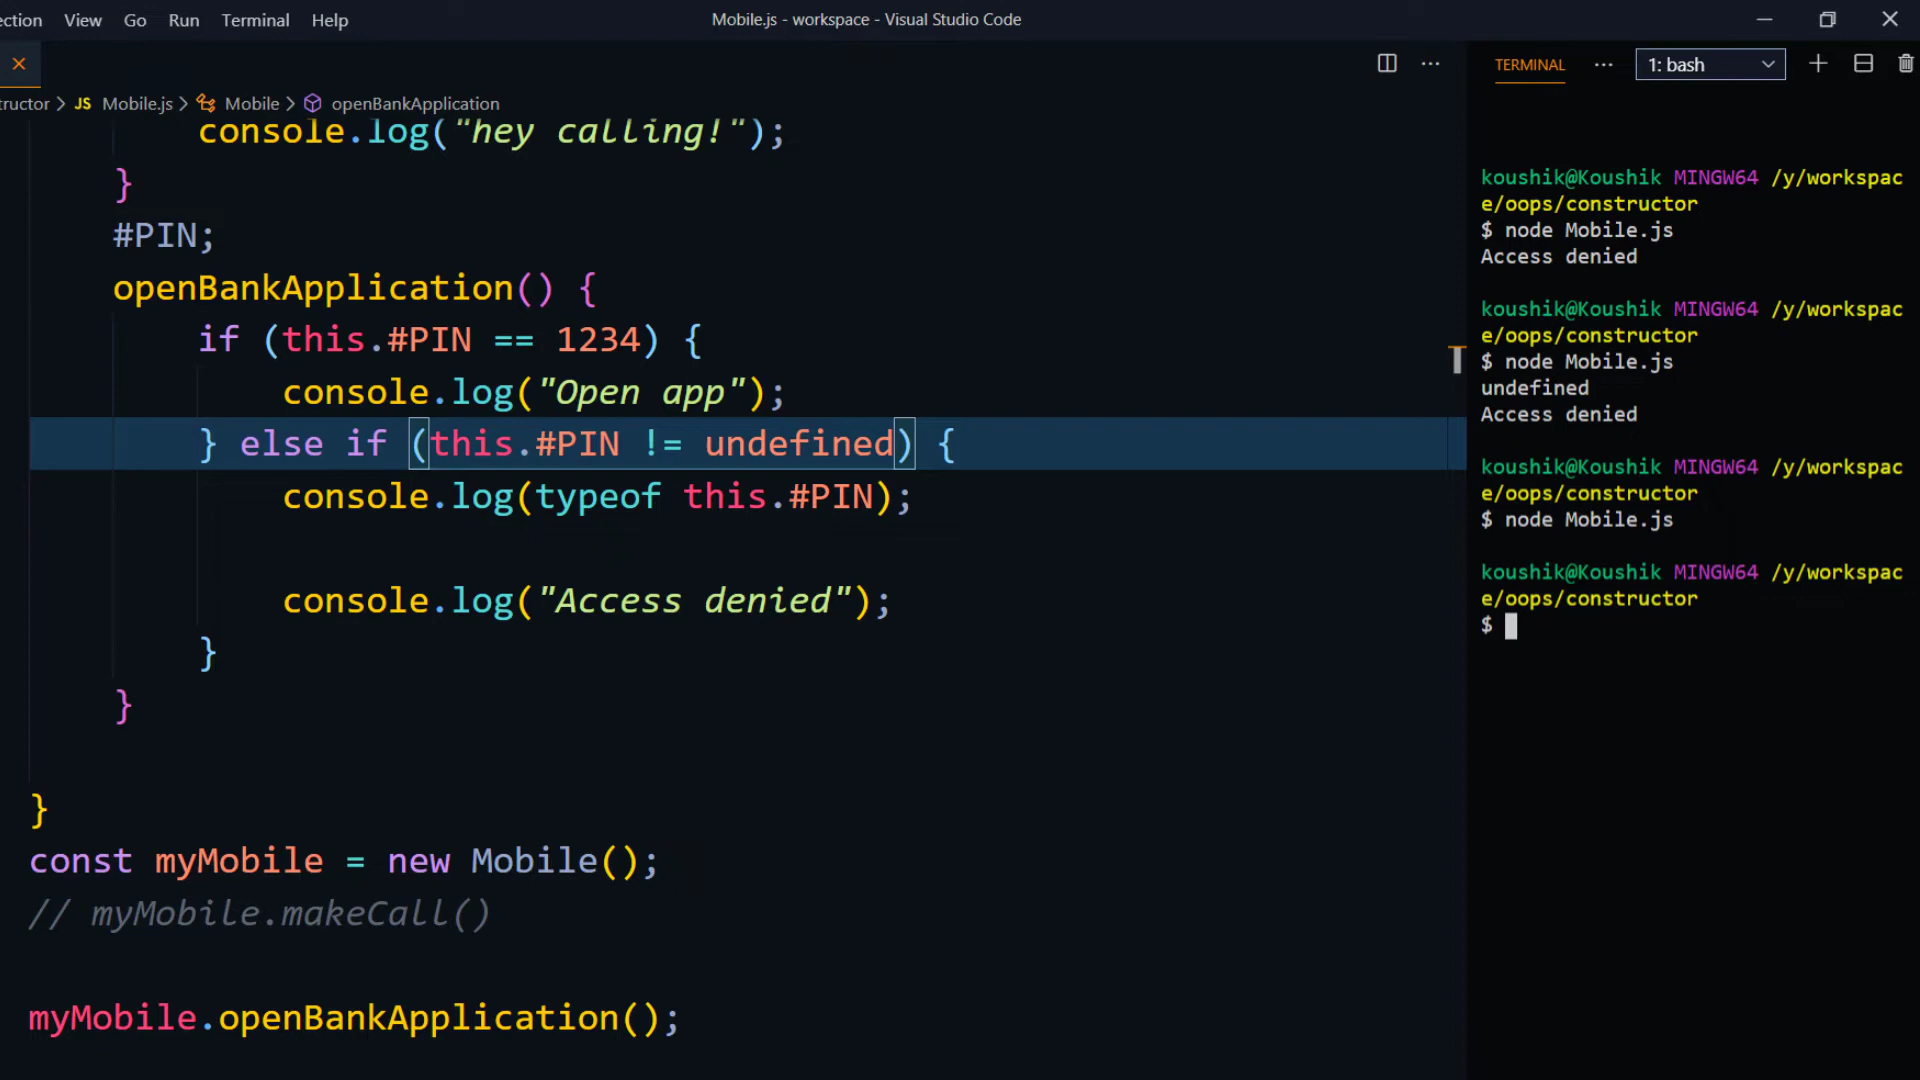 ection View Go Run Terminal Help Mobile.js - workspace - Visual Studio Code
tructor > JS Mobile.js > Mobile > openBankApplication
console.log("hey calling!");
}
#PIN;
openBankApplication() {
if (this.#PIN == 1234) {
console.log("Open app");
} else if (this.#PIN != undefined) {
console.log(typeof this.#PIN);
console.log("Access denied");
}
}
}
const myMobile = new Mobile();
// myMobile.makeCall()
myMobile.openBankApplication();
TERMINAL 1: bash
koushik@Koushik MINGW64 /y/workspac
e/oops/constructor
$ node Mobile.js
Access denied
koushik@Koushik MINGW64 /y/workspac
e/oops/constructor
$ node Mobile.js
undefined
Access denied
koushik@Koushik MINGW64 /y/workspac
e/oops/constructor
$ node Mobile.js
koushik@Koushik MINGW64 /y/workspac
e/oops/constructor
$